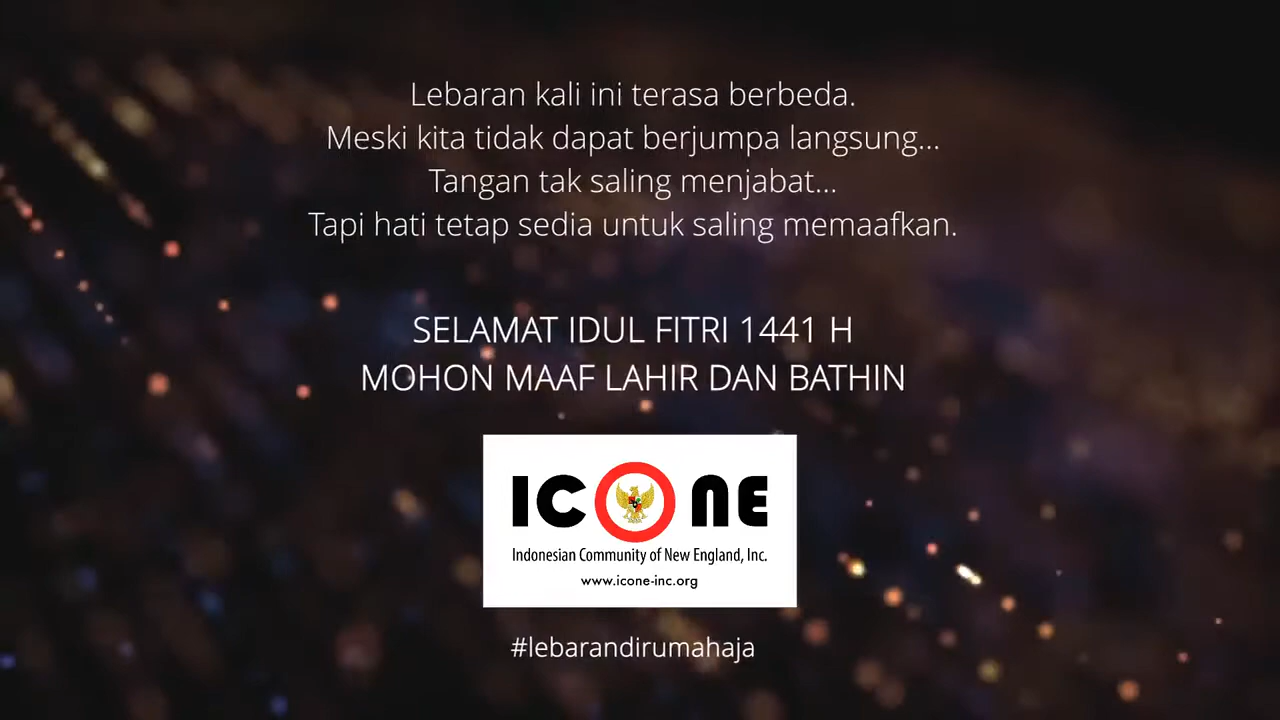 Lebaran kali ini terasa berbeda.
Meski kita tidak dapat berjumpa langsung...
Tangan tak saling menjabat...
Tapi hati tetap sedia untuk saling memaafkan.
SELAMAT IDUL FITRI 1441 H
MOHON MAAF LAHIR DAN BATHIN
ICONE
Indonesian Community of New England, Inc.
www.icone-inc.org
#lebarandirumahaja